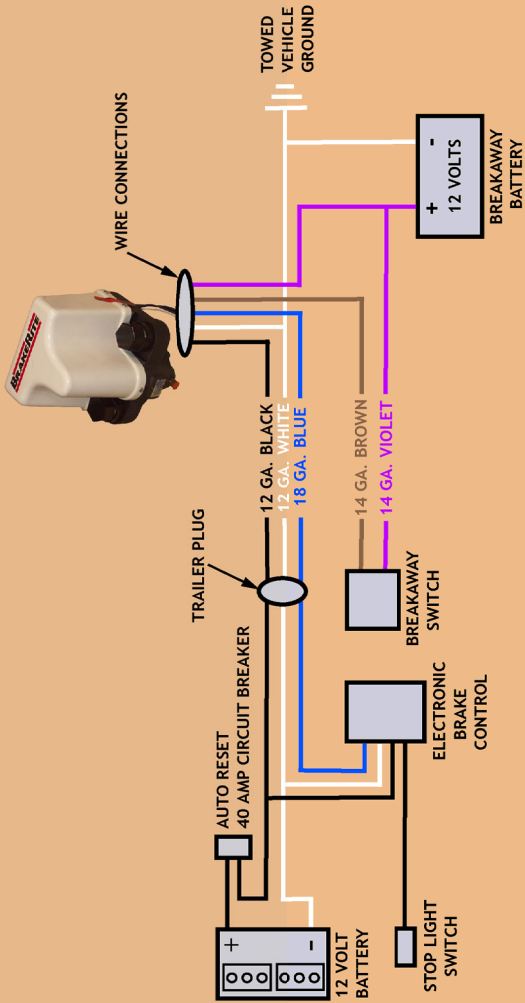 BRAKERITE
WIRE CONNECTIONS
TOWED
VEHICLE
GROUND
TRAILER PLUG
12 GA. BLACK
12 GA. WHITE
18 GA. BLUE
14 GA. BROWN
14 GA. VIOLET
+
-
12 VOLTS
BREAKAWAY
BATTERY
AUTO RESET
40 AMP CIRCUIT BREAKER
BREAKAWAY
SWITCH
ELECTRONIC
BRAKE
CONTROL
+
-
12 VOLT
BATTERY
STOP LIGHT
SWITCH